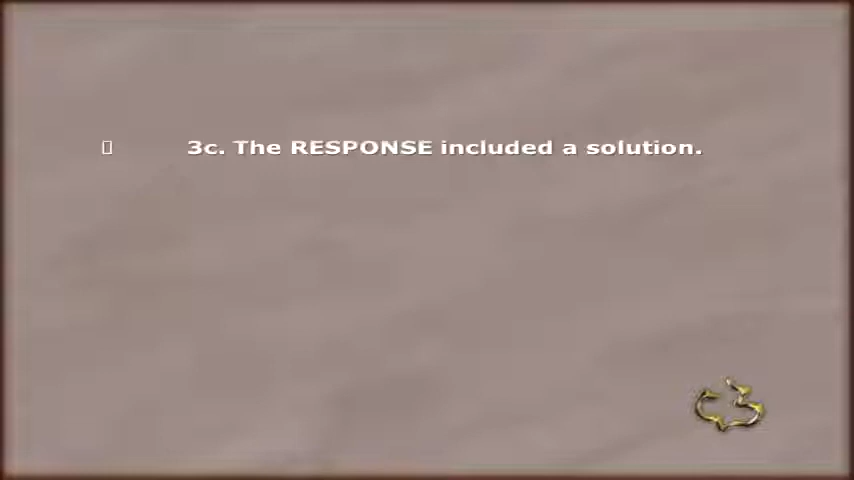 3c. The RESPONSE included a solution.